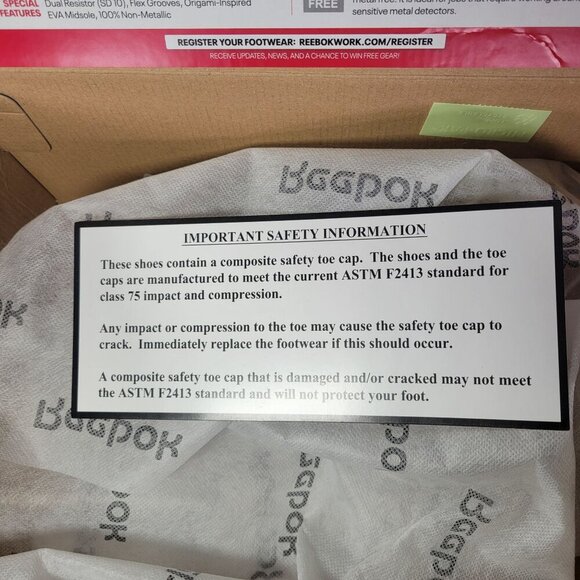 SPECIAL
FEATURES
Dual Resistor (SD 10), Flex Grooves, Origami-Inspired
EVA Midsole, 100% Non-Metallic
FREE
sensitive metal detectors.
REGISTER YOUR FOOTWEAR: REEBOKWORK.COM/REGISTER
RECEIVE UPDATES, NEWS, AND A CHANCE TO WIN FREE GEAR!
Reebok
IMPORTANT SAFETY INFORMATION
These shoes contain a composite safety toe cap. The shoes and the toe
caps are manufactured to meet the current ASTM F2413 standard for
class 75 impact and compression.
Any impact or compression to the toe may cause the safety toe cap to
crack. Immediately replace the footwear if this should occur.
A composite safety toe cap that is damaged and/or cracked may not meet
the ASTM F2413 standard and will not protect your foot.
Reebok
Reebok
Reebok